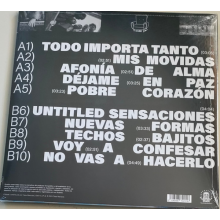 A1) TODO IMPORTA TANTO
A2) MIS MOVIDAS
A3) AFONÍA DE ALMA
A4) DÉJAME EN PAZ
A5) POBRE CORAZÓN
B6) UNTITLED SENSACIONES
B7) NUEVAS FORMAS
B8) TECHOS BAJITOS
B9) VOY A CONFESAR
B10) NO VAS A HACERLO